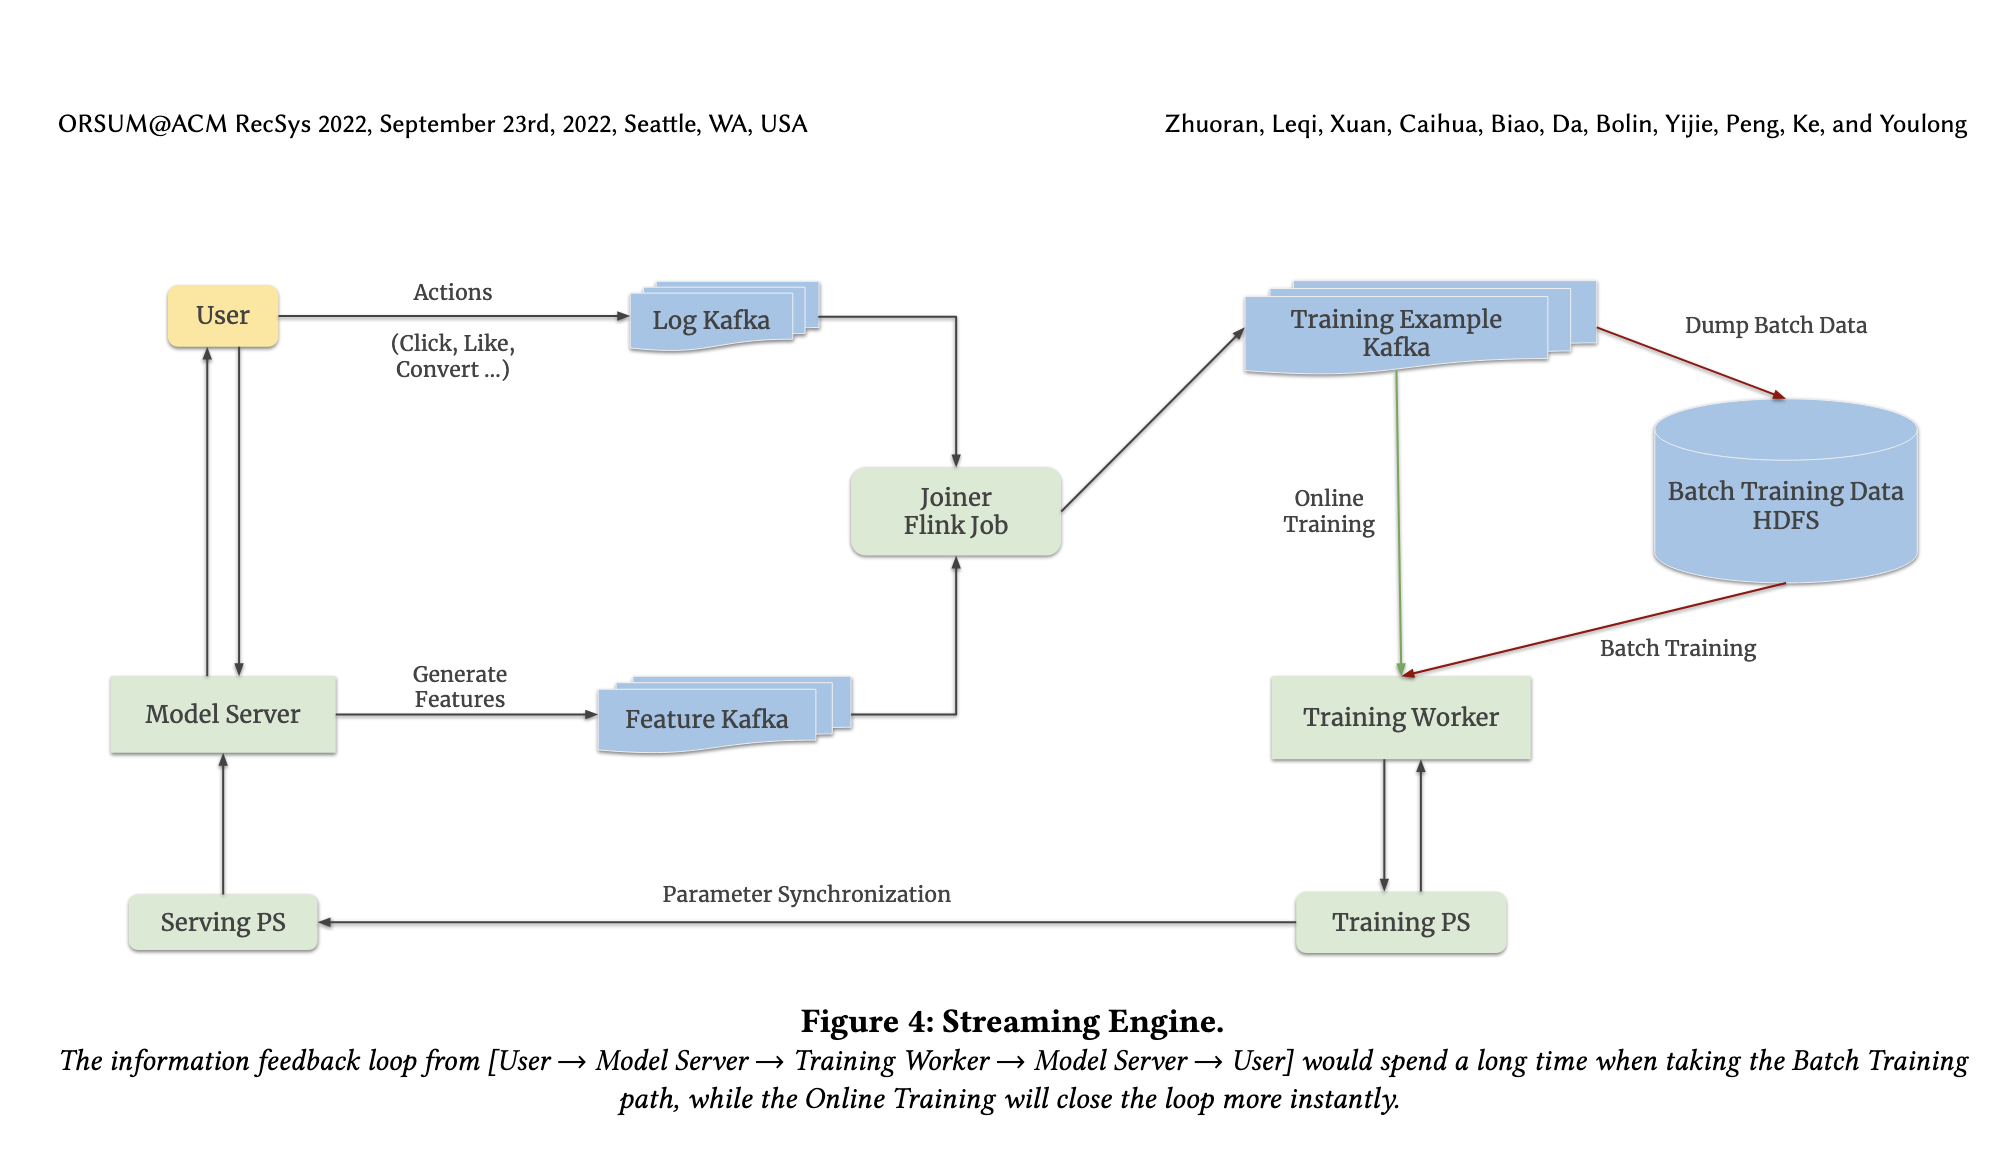 ORSUM@ACM RecSys 2022, September 23rd, 2022, Seattle, WA, USA
Zhuoran, Leqi, Xuan, Caihua, Biao, Da, Bolin, Yijie, Peng, Ke, and Youlong
User
Actions
(Click, Like,
Convert ...)
Log Kafka
Training Example
Kafka
Dump Batch Data
Joiner
Flink Job
Online
Training
Batch Training Data
HDFS
Batch Training
Model Server
Generate
Features
Feature Kafka
Training Worker
Serving PS
Parameter Synchronization
Training PS
Figure 4: Streaming Engine.
The information feedback loop from [User → Model Server → Training Worker → Model Server → User] would spend a long time when taking the Batch Training
path, while the Online Training will close the loop more instantly.